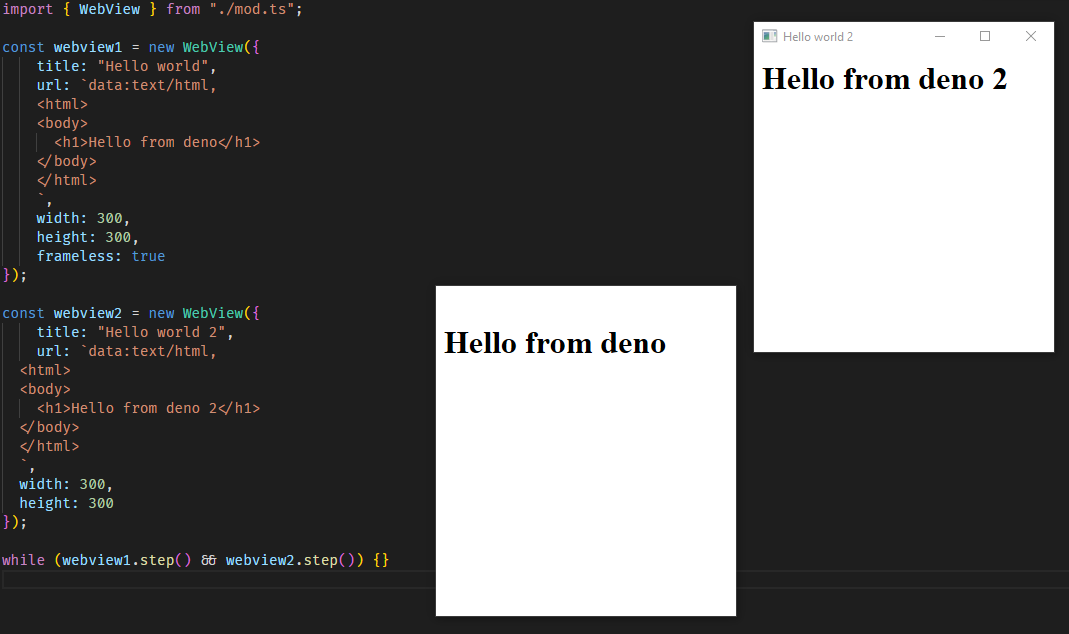 import { WebView } from "./mod.ts";
const webview1 = new WebView({
title: "Hello world",
url: `data:text/html,
<html>
<body>
<h1>Hello from deno</h1>
</body>
</html>
`,
width: 300,
height: 300,
frameless: true
});
const webview2 = new WebView({
title: "Hello world 2",
url: `data:text/html,
<html>
<body>
<h1>Hello from deno 2</h1>
</body>
</html>
`,
width: 300,
height: 300
});
while (webview1.step() && webview2.step()) {}
Hello from deno
Hello world 2
Hello from deno 2